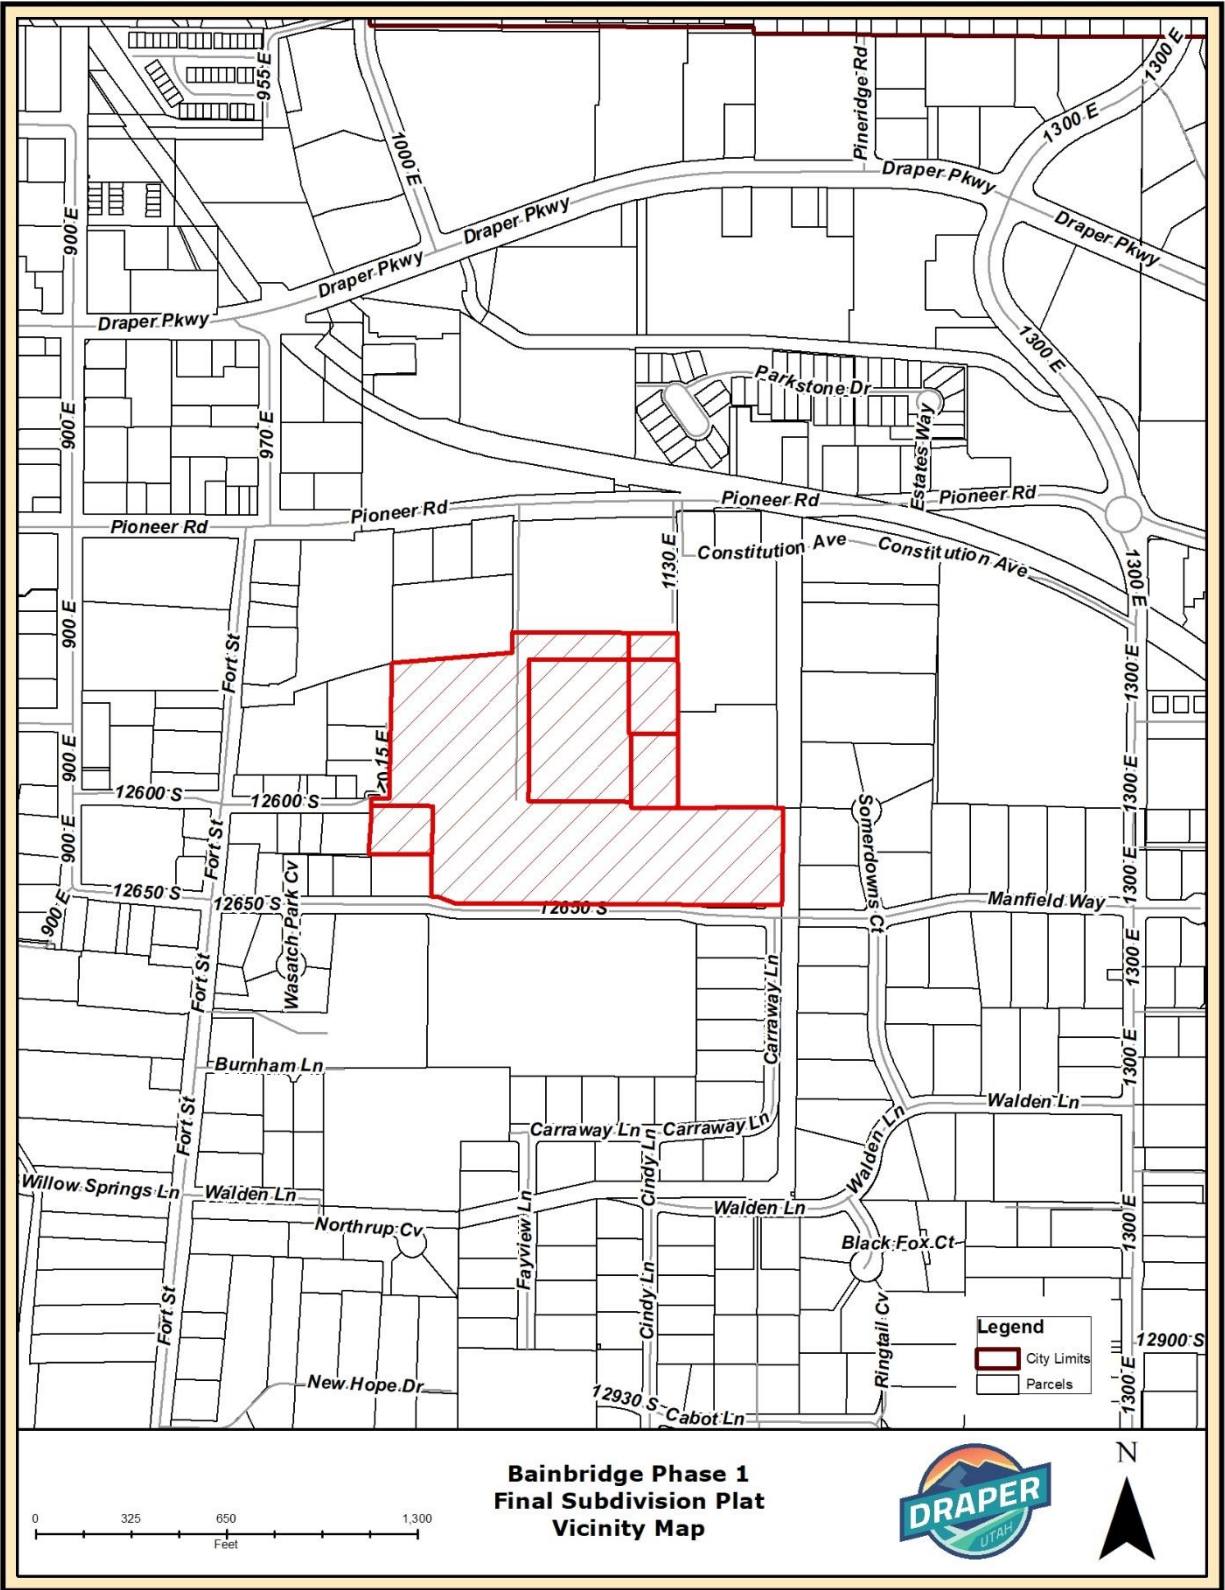 955 E
1000 E
Pineridge Rd
1300 E
1300 E
Draper Pkwy
900 E
Draper Pkwy
Draper Pkwy
Draper Pkwy
Draper Pkwy
1300 E
Parkstone Dr
900 E
970 E
Estates Way
Pioneer Rd
Pioneer Rd
Pioneer Rd
Pioneer Rd
Constitution Ave
Constitution Ave
1130 E
1300 E
900 E
Fort St
1300 E
900 E
12600 S
12600 S
1300 E
Somerdowns Ct
900 E
Fort St
1300 E
12650 S
12650 S
12650 S
Manfield Way
900 E
Wasatch Park Cv
Fort St
Carraway Ln
1300 E
1300 E
Burnham Ln
Fort St
Carraway Ln
Carraway Ln
Walden Ln
Walden Ln
Willow Springs Ln
Walden Ln
Cindy Ln
Walden Ln
Northrup Cv
Fayview Ln
Black Fox Ct
1300 E
Fort St
Cindy Ln
Ringtail Cv
New Hope Dr
12930 S
Cabot Ln
12900 S
1300 E
Legend
City Limits
Parcels
Bainbridge Phase 1
Final Subdivision Plat
Vicinity Map
0 325 650 1,300
Feet
DRAPER
UTAH
N